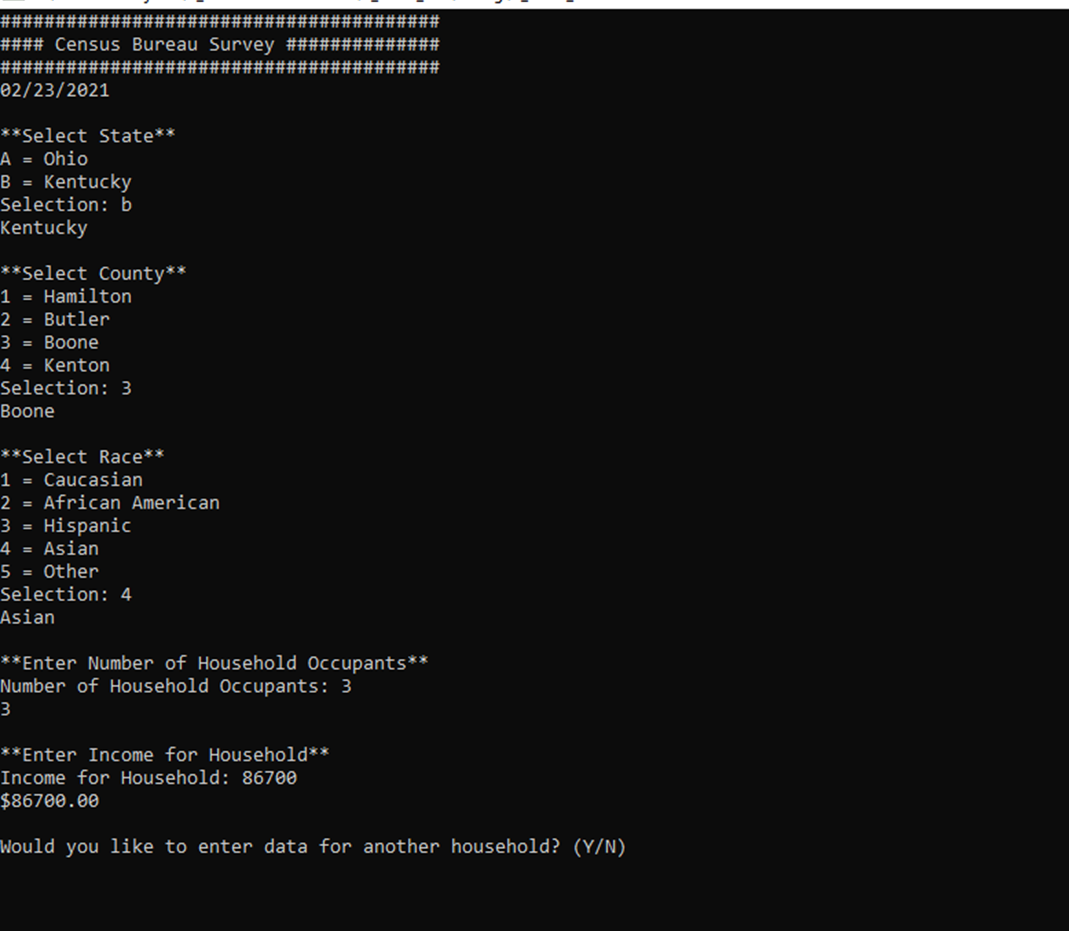 ########################################
#### Census Bureau Survey ##############
########################################
02/23/2021
**Select State**
A = Ohio
B = Kentucky
Selection: b
Kentucky
**Select County**
1 = Hamilton
2 = Butler
3 = Boone
4 = Kenton
Selection: 3
Boone
**Select Race**
1 = Caucasian
2 = African American
3 = Hispanic
4 = Asian
5 = Other
Selection: 4
Asian
**Enter Number of Household Occupants**
Number of Household Occupants: 3
3
**Enter Income for Household**
Income for Household: 86700
$86700.00
Would you like to enter data for another household? (Y/N)